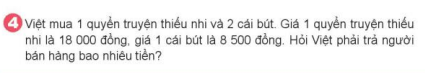 4 Việt mua 1 quyển truyện thiếu nhi và 2 cái bút. Giá 1 quyển truyện thiếu
nhi là 18 000 đồng, giá 1 cái bút là 8 500 đồng. Hỏi Việt phải trả người
bán hàng bao nhiêu tiền?